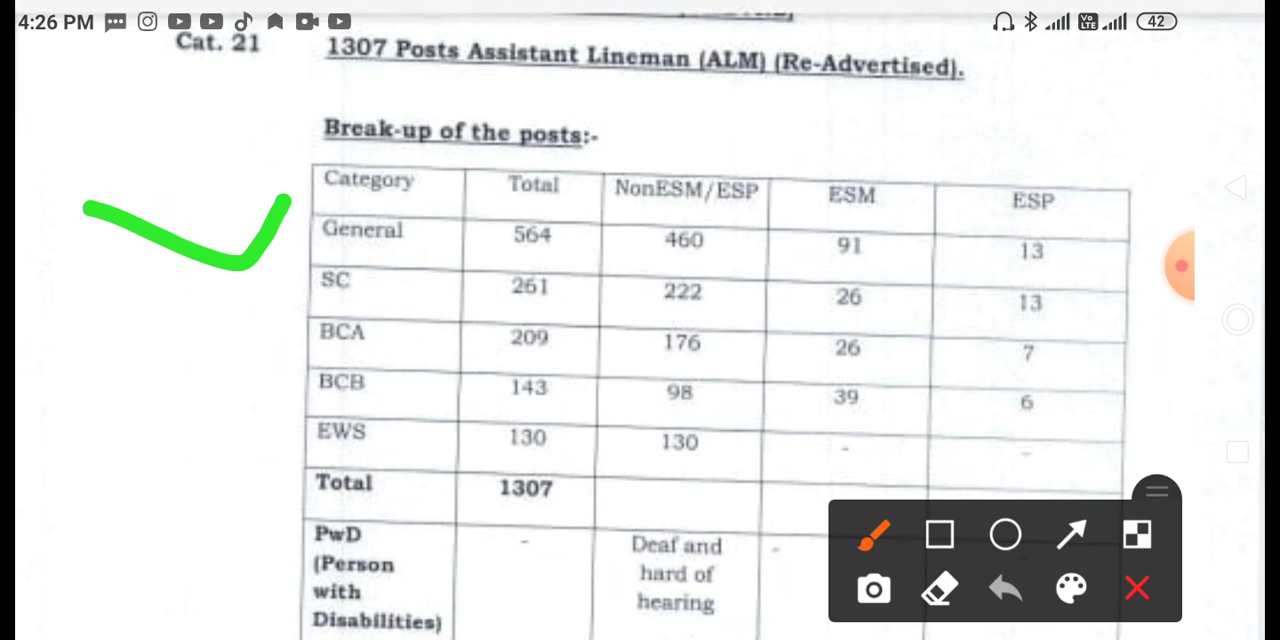 4:26 PM
Vo LTE
42
Cat. 21
1307 Posts Assistant Lineman (ALM) (Re-Advertised).
Break-up of the posts:-
Category Total NonESM/ESP ESM ESP
General 564 460 91 13
SC 261 222 26 13
BCA 209 176 26 7
BCB 143 98 39 6
EWS 130 130 - -
Total 1307
PwD (Person with Disabilities) - Deaf and hard of hearing -